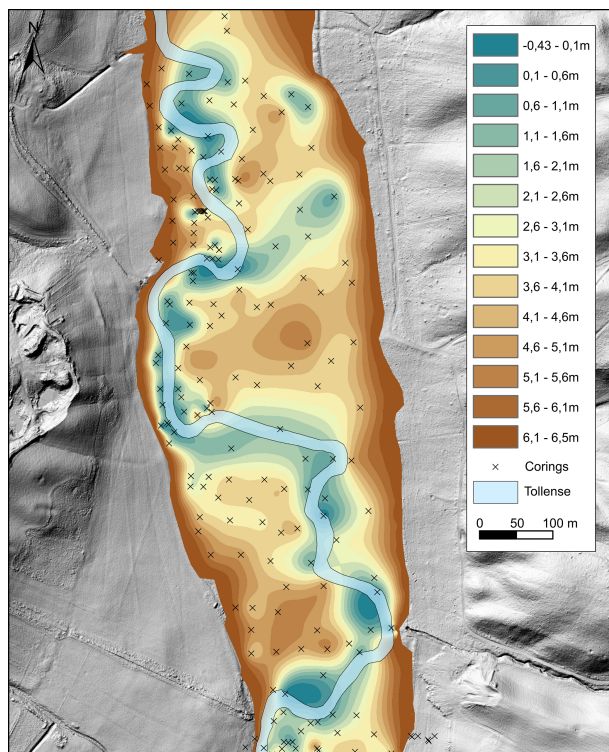 N
-0,43 - 0,1m
0,1 - 0,6m
0,6 - 1,1m
1,1 - 1,6m
1,6 - 2,1m
2,1 - 2,6m
2,6 - 3,1m
3,1 - 3,6m
3,6 - 4,1m
4,1 - 4,6m
4,6 - 5,1m
5,1 - 5,6m
5,6 - 6,1m
6,1 - 6,5m
Corings
Tollense
0 50 100 m